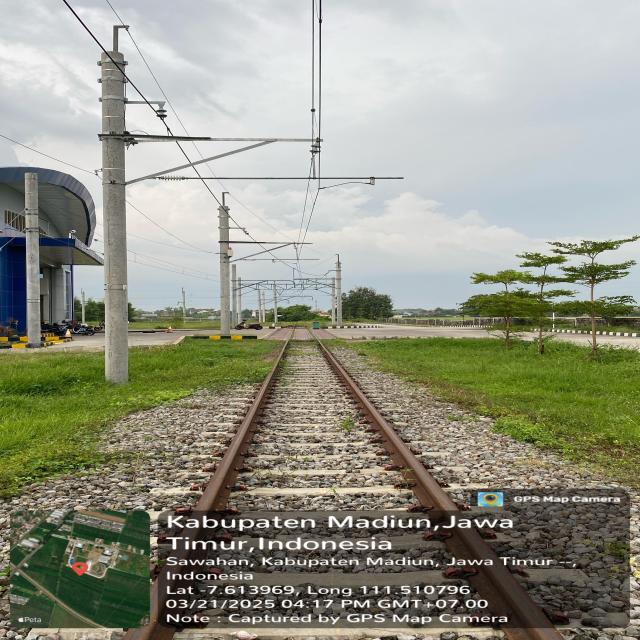 GPS Map Camera
Kabupaten Madiun,Jawa
Timur,Indonesia
Sawahan, Kabupaten Madiun, Jawa Timur --,
Indonesia
Lat -7.613969, Long 111.510796
03/21/2025 04:17 PM GMT+07.00
Note : Captured by GPS Map Camera
Peta